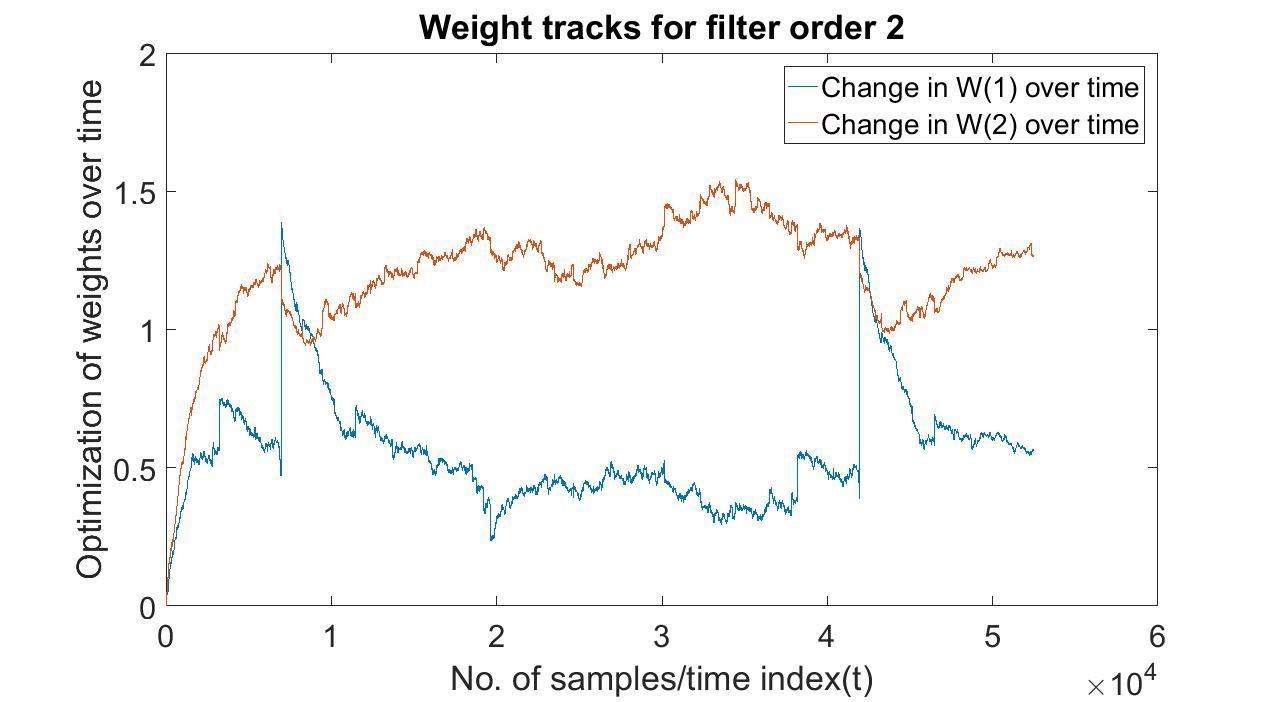 Weight tracks for filter order 2
Change in W(1) over time
Change in W(2) over time
Optimization of weights over time
2
1.5
1
0.5
0
0 1 2 3 4 5 6
No. of samples/time index(t)
×10⁴